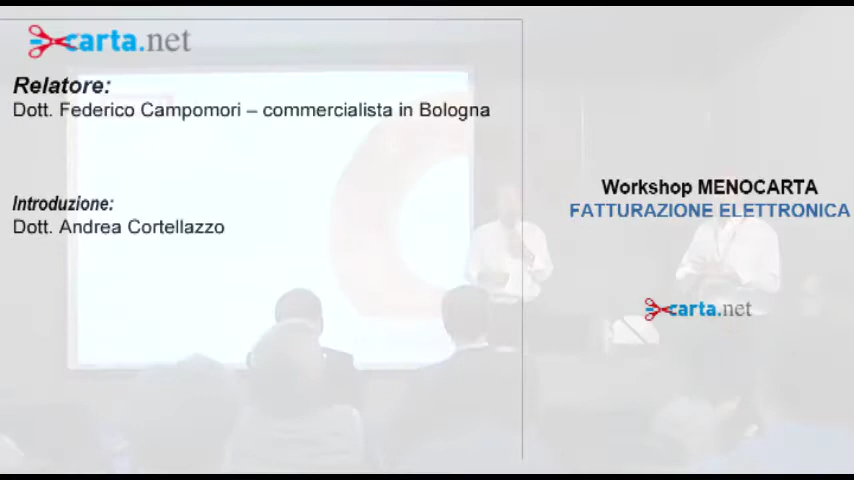 carta.net
Relatore:
Dott. Federico Campomori – commercialista in Bologna
Introduzione:
Dott. Andrea Cortellazzo
Workshop MENOCARTA
FATTURAZIONE ELETTRONICA
carta.net